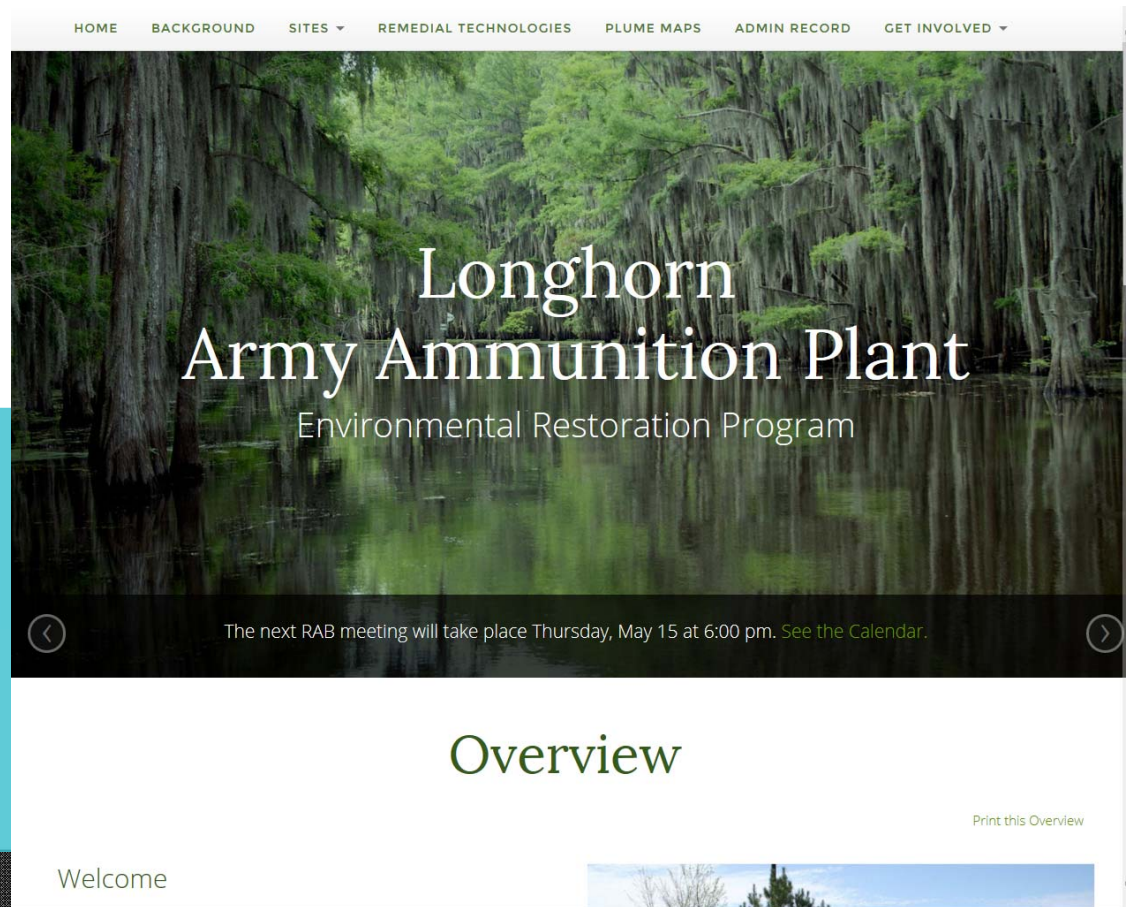 HOME BACKGROUND SITES REMEDIAL TECHNOLOGIES PLUME MAPS ADMIN RECORD GET INVOLVED
Longhorn
Army Ammunition Plant
Environmental Restoration Program
The next RAB meeting will take place Thursday, May 15 at 6:00 pm. See the Calendar.
Overview
Print this Overview
Welcome